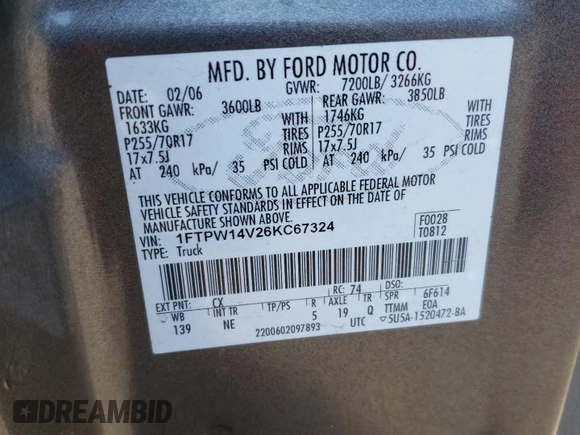 MFD. BY FORD MOTOR CO.
DATE: 02/06 GVWR: 7200LB/ 3266KG
FRONT GAWR: 3600LB REAR GAWR: 3850LB
1633KG WITH 1746KG WITH
P255/70R17 TIRES P255/70R17 TIRES
17x7.5J RIMS 17x7.5J RIMS
AT 240 kPa/ 35 PSI COLD AT 240 kPa/ 35 PSI COLD
THIS VEHICLE CONFORMS TO ALL APPLICABLE FEDERAL MOTOR
VEHICLE SAFETY STANDARDS IN EFFECT ON THE DATE OF
MANUFACTURE SHOWN ABOVE.
VIN: 1FTPW14V26KC67324 F0028
TYPE: Truck T0812
EXT PNT: CX RC: 74 DSO:
WB INT TR TP/PS R AXLE TR SPR 6F614
139 NE 5 19 Q TTMM EOA
2200602097893 UTC ▽5U5A-1520472-BA
DREAMBID